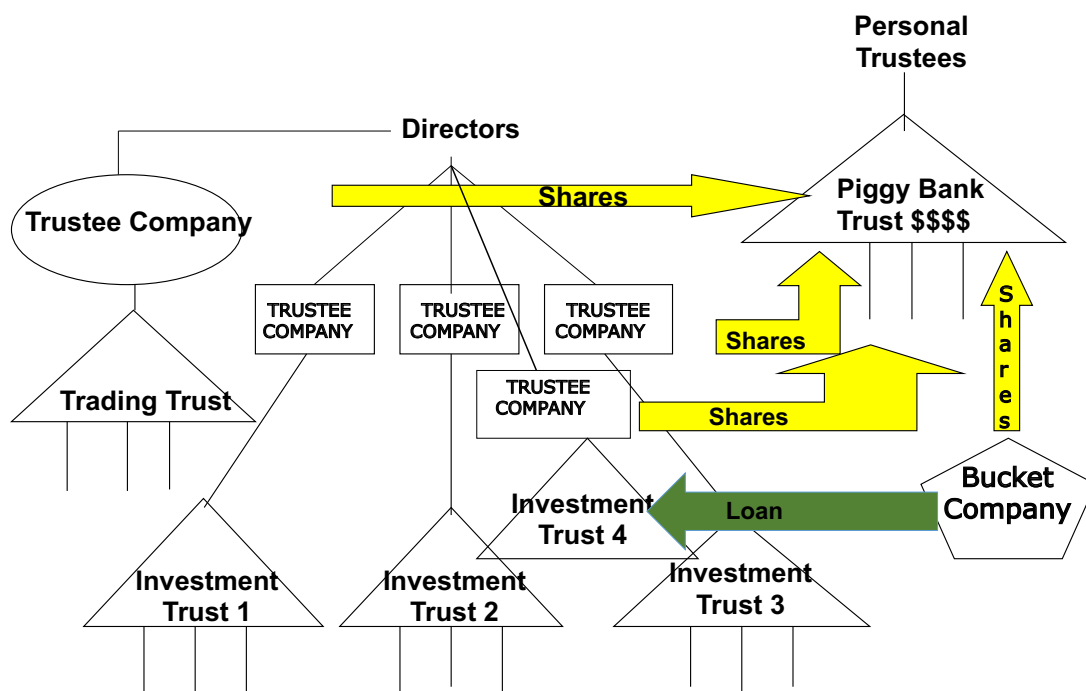 Personal
Trustees
Directors
Shares
Piggy Bank
Trust $$$$
Trustee Company
TRUSTEE
COMPANY
TRUSTEE
COMPANY
TRUSTEE
COMPANY
Shares
Shares
TRUSTEE
COMPANY
Trading Trust
Shares
Bucket
Company
Investment
Trust 4
Loan
Investment
Trust 1
Investment
Trust 2
Investment
Trust 3